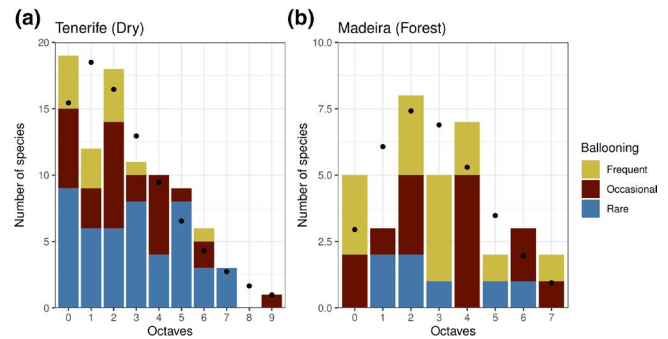 (a) Tenerife (Dry)
20
15
10
5
0
Number of species
0 1 2 3 4 5 6 7 8 9
Octaves
(b) Madeira (Forest)
10.0
7.5
5.0
2.5
0.0
Number of species
0 1 2 3 4 5 6 7
Octaves
Ballooning
Frequent
Occasional
Rare